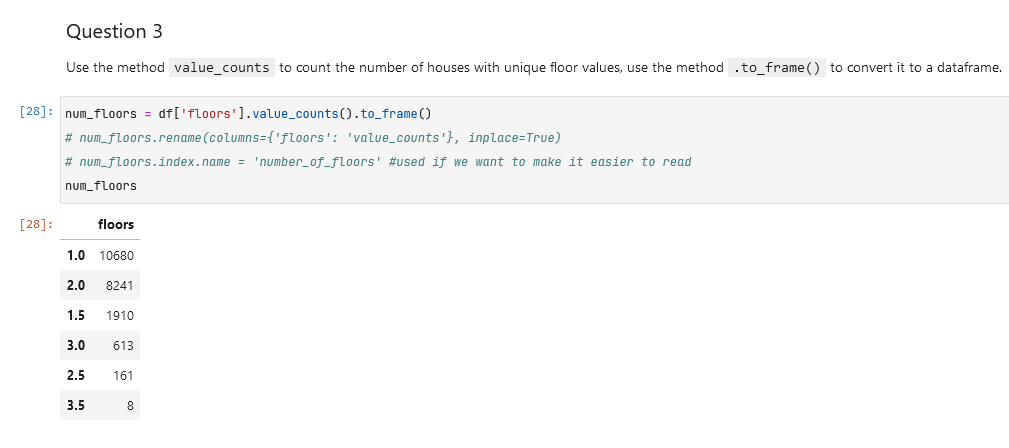 Question 3
Use the method value_counts to count the number of houses with unique floor values, use the method .to_frame() to convert it to a dataframe.
[28]: num_floors = df['floors'].value_counts().to_frame()
# num_floors.rename(columns={'floors': 'value_counts'}, inplace=True)
# num_floors.index.name = 'number_of_floors' #used if we want to make it easier to read
num_floors
[28]: floors
1.0 10680
2.0 8241
1.5 1910
3.0 613
2.5 161
3.5 8